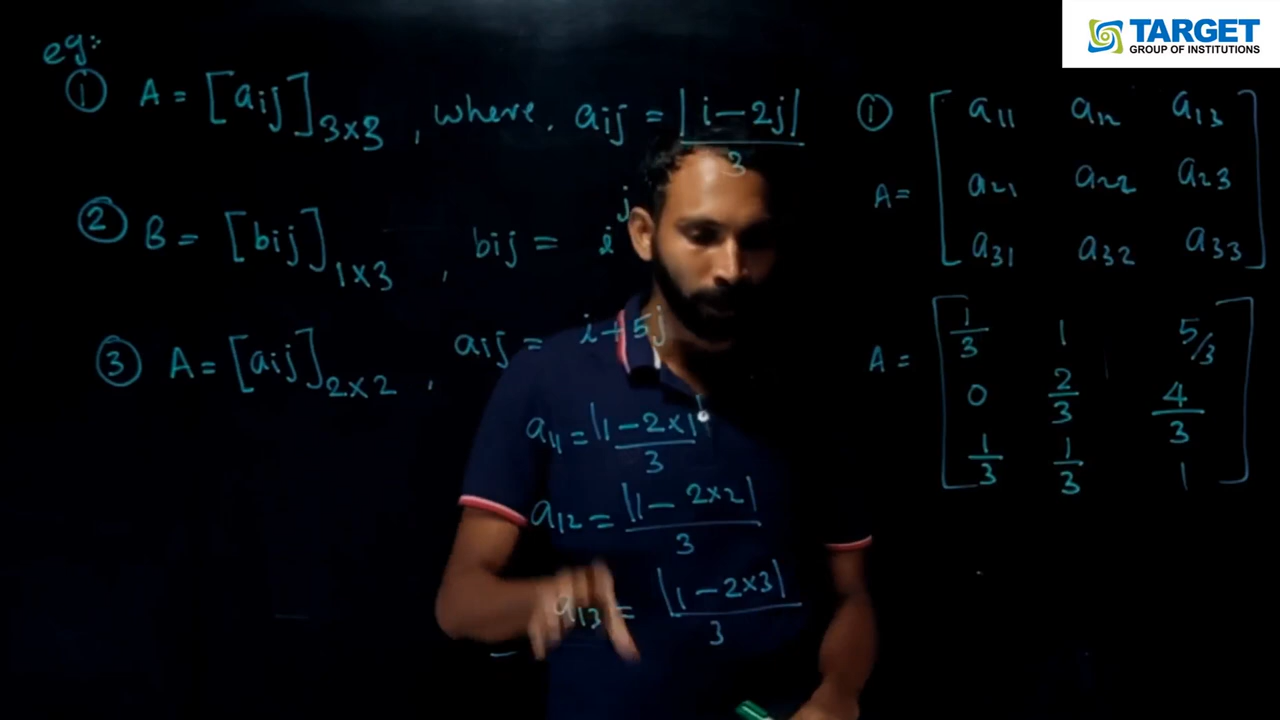 TARGET
GROUP OF INSTITUTIONS
eg:
① A = [aij]3×3 , where, aij = |i-2j|/3
② B = [bij]1×3 , bij = i^j
③ A = [aij]2×2 , aij = i+5j
a11 = |1-2×1|/3
a12 = |1-2×2|/3
a13 = |1-2×3|/3
①
A = [a11 a12 a13
a21 a22 a23
a31 a32 a33]
A = [1/3 1 5/3
0 2/3 4/3
1/3 1/3 1]